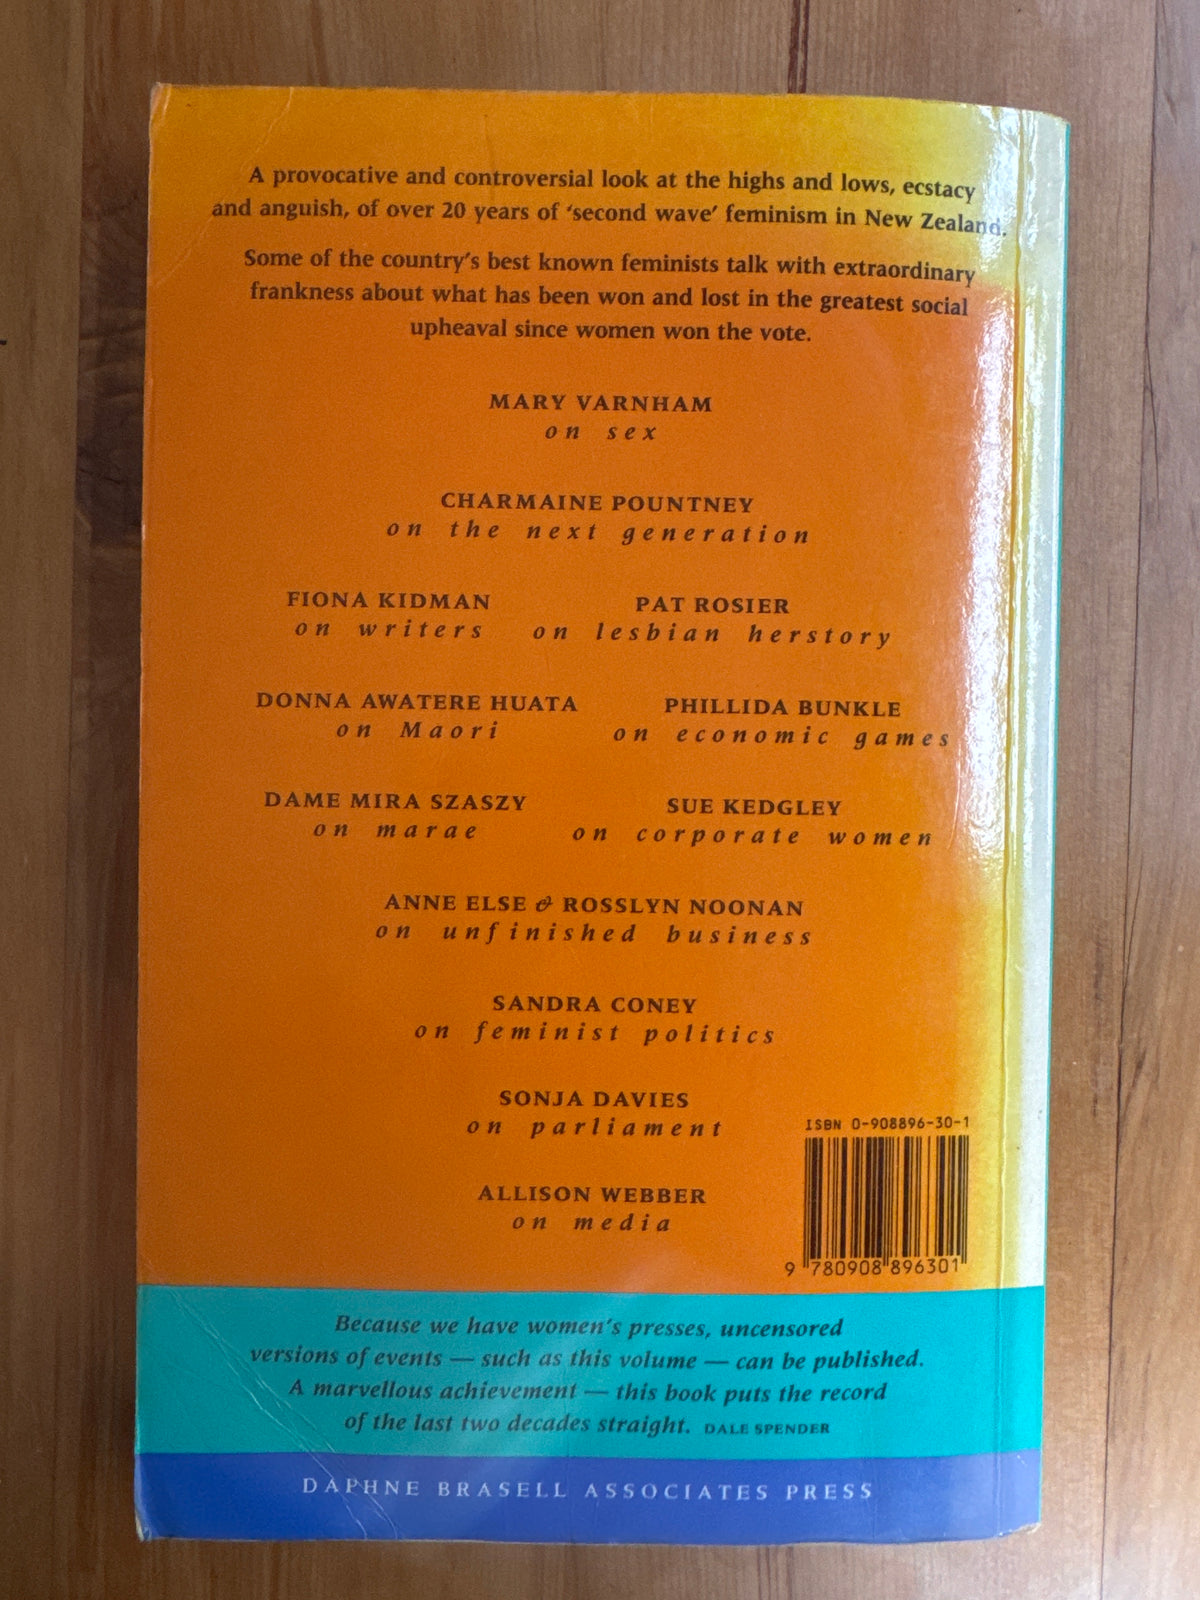 A provocative and controversial look at the highs and lows, ecstacy
and anguish, of over 20 years of ‘second wave’ feminism in New Zealand.
Some of the country’s best known feminists talk with extraordinary
frankness about what has been won and lost in the greatest social
upheaval since women won the vote.
MARY VARNHAM
on sex
CHARMAINE POUNTNEY
on the next generation
FIONA KIDMAN
on writers
PAT ROSIER
on lesbian herstory
DONNA AWATERE HUATA
on Maori
PHILLIDA BUNKLE
on economic games
DAME MIRA SZASZY
on marae
SUE KEDGLEY
on corporate women
ANNE ELSE & ROSSLYN NOONAN
on unfinished business
SANDRA CONEY
on feminist politics
SONJA DAVIES
on parliament
ALLISON WEBBER
on media
ISBN 0-908896-30-1
9 780908 896301
Because we have women’s presses, uncensored
versions of events — such as this volume — can be published.
A marvellous achievement — this book puts the record
of the last two decades straight. DALE SPENDER
DAPHNE BRASELL ASSOCIATES PRESS